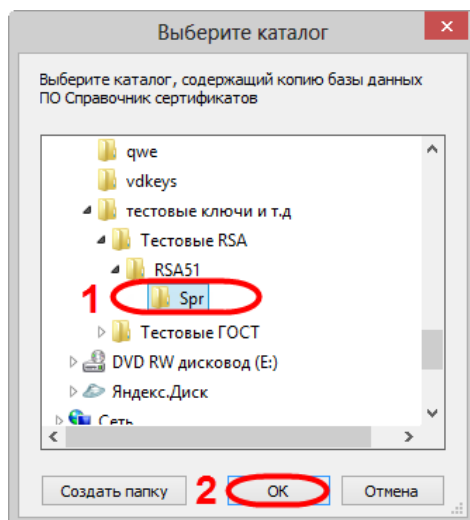 Выберите каталог
Выберите каталог, содержащий копию базы данных
ПО Справочник сертификатов
qwe
vdkeys
тестовые ключи и т.д
Тестовые RSA
RSA51
1 Spr
Тестовые ГОСТ
DVD RW дисковод (E:)
Яндекс.Диск
Сеть
Создать папку 2 OK Отмена